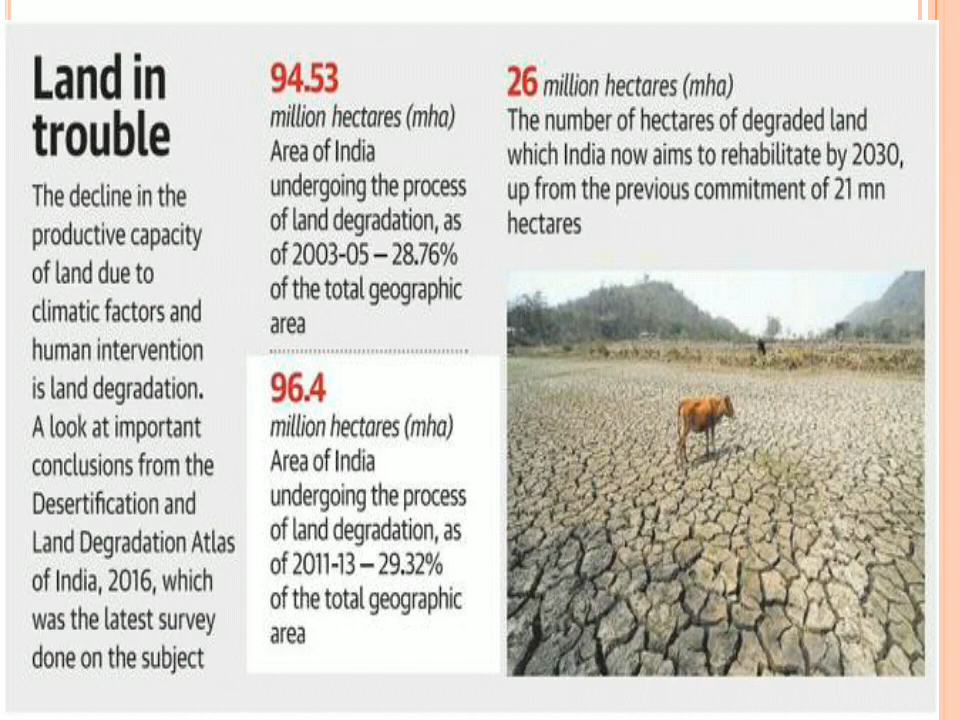 Land in
trouble
The decline in the
productive capacity
of land due to
climatic factors and
human intervention
is land degradation.
A look at important
conclusions from the
Desertification and
Land Degradation Atlas
of India, 2016, which
was the latest survey
done on the subject
94.53
million hectares (mha)
Area of India
undergoing the process
of land degradation, as
of 2003-05 – 28.76%
of the total geographic
area
96.4
million hectares (mha)
Area of India
undergoing the process
of land degradation, as
of 2011-13 – 29.32%
of the total geographic
area
26 million hectares (mha)
The number of hectares of degraded land
which India now aims to rehabilitate by 2030,
up from the previous commitment of 21 mn
hectares